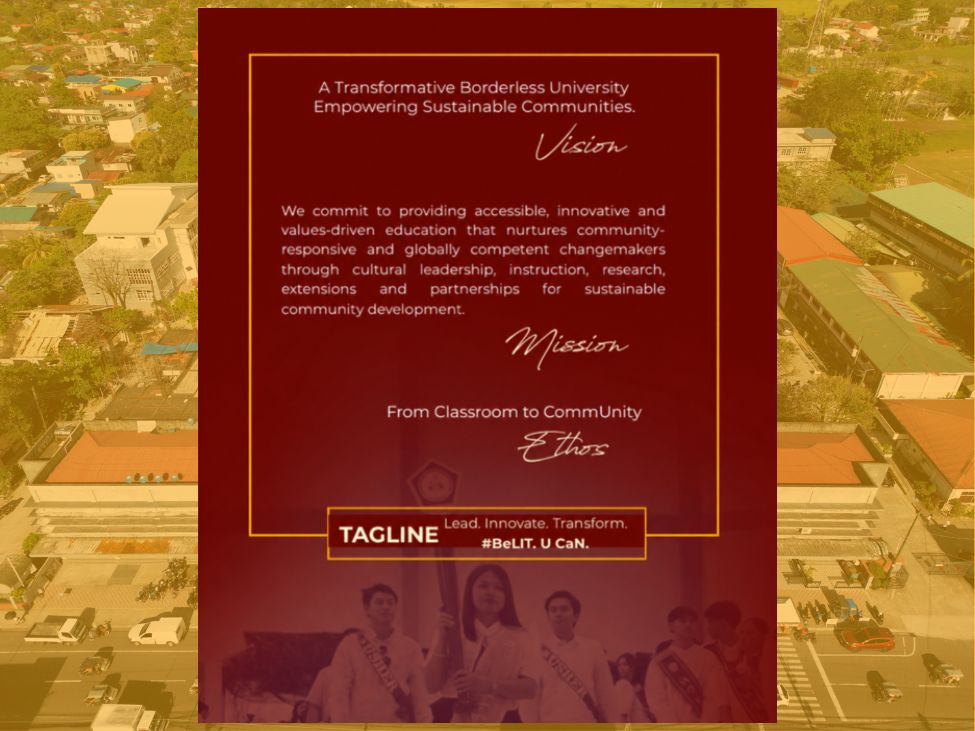 A Transformative Borderless University
Empowering Sustainable Communities.
Vision
We commit to providing accessible, innovative and
values-driven education that nurtures community-
responsive and globally competent changemakers
through cultural leadership, instruction, research,
extensions and partnerships for sustainable
community development.
Mission
From Classroom to CommUnity
Ethos
TAGLINE
Lead. Innovate. Transform.
#BeLIT. U CaN.